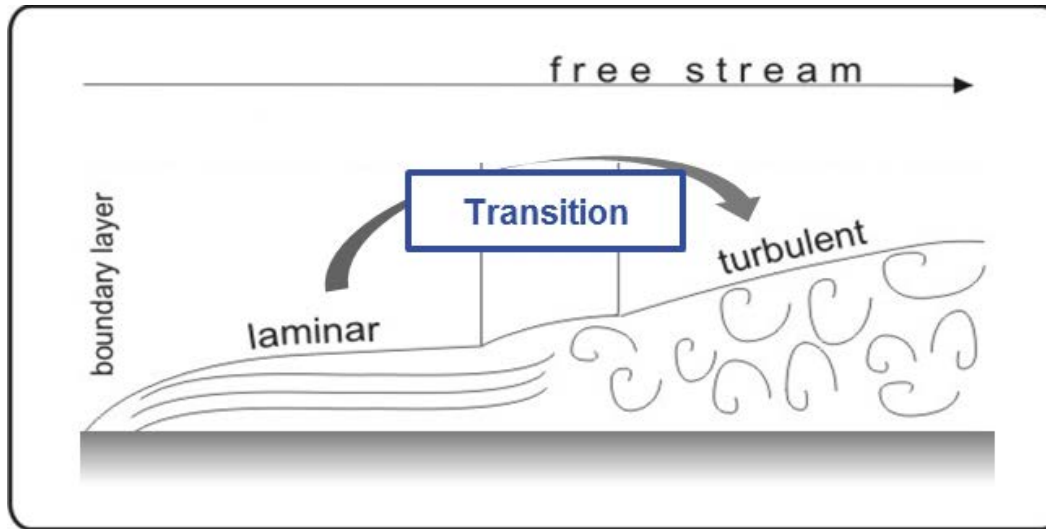 free stream
Transition
boundary layer
laminar
turbulent